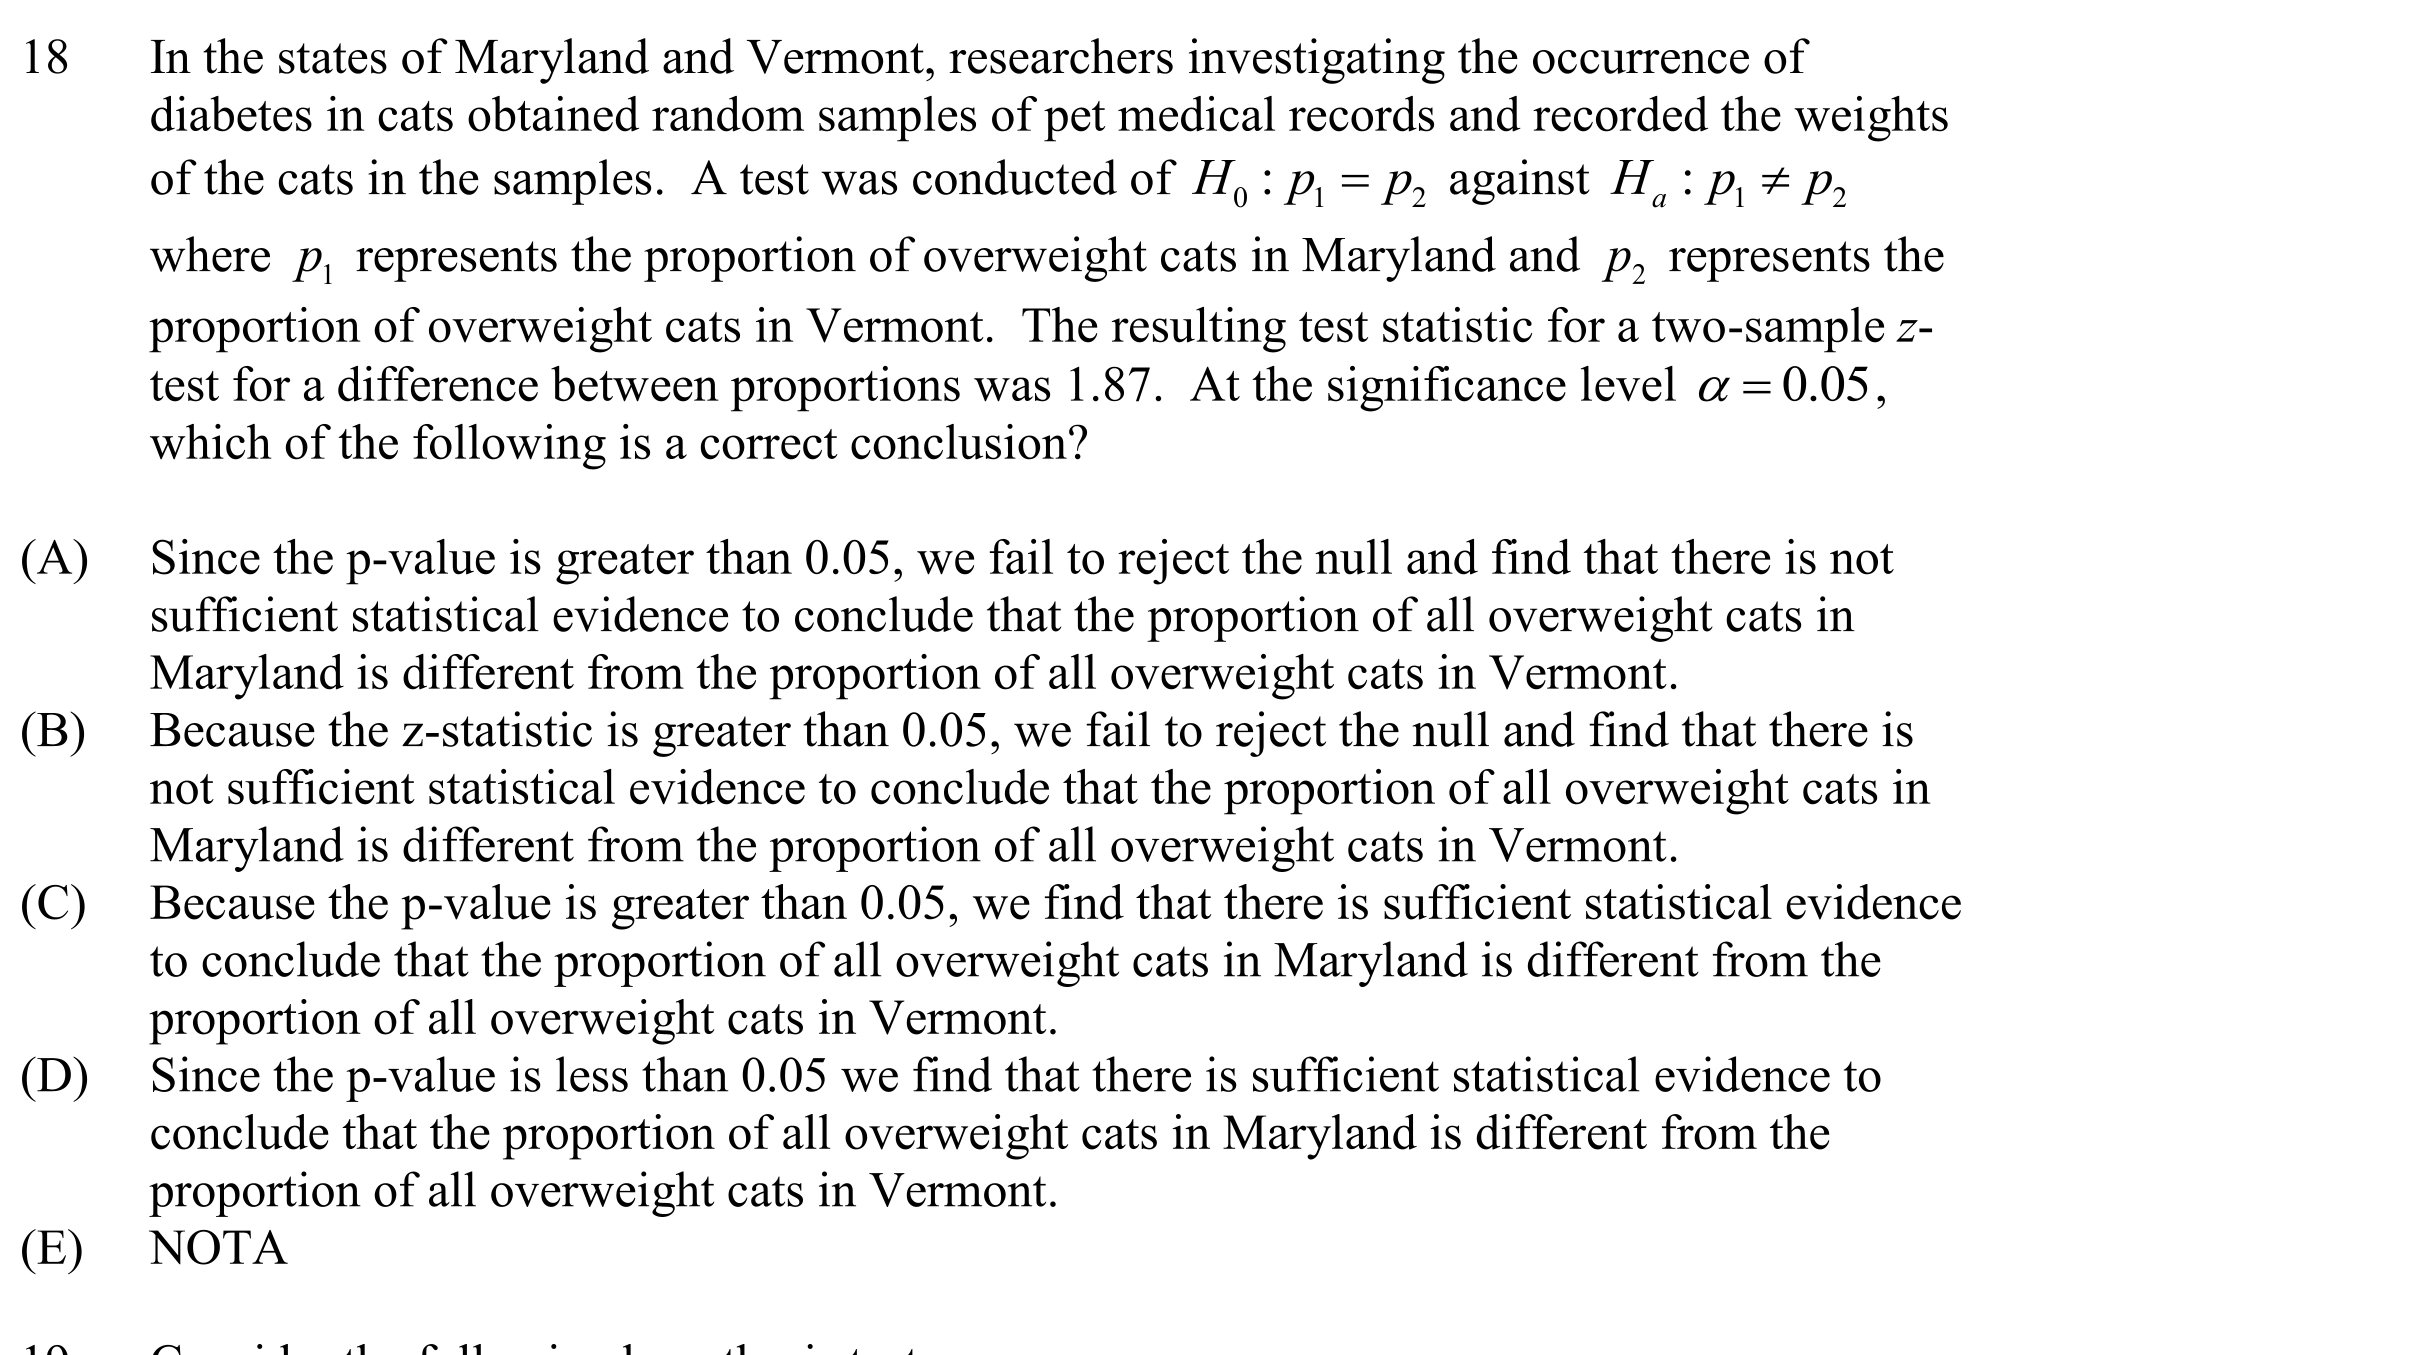 18 In the states of Maryland and Vermont, researchers investigating the occurrence of
diabetes in cats obtained random samples of pet medical records and recorded the weights
of the cats in the samples. A test was conducted of H₀ : p₁ = p₂ against Hₐ : p₁ ≠ p₂
where p₁ represents the proportion of overweight cats in Maryland and p₂ represents the
proportion of overweight cats in Vermont. The resulting test statistic for a two-sample z-
test for a difference between proportions was 1.87. At the significance level α = 0.05,
which of the following is a correct conclusion?
(A) Since the p-value is greater than 0.05, we fail to reject the null and find that there is not
sufficient statistical evidence to conclude that the proportion of all overweight cats in
Maryland is different from the proportion of all overweight cats in Vermont.
(B) Because the z-statistic is greater than 0.05, we fail to reject the null and find that there is
not sufficient statistical evidence to conclude that the proportion of all overweight cats in
Maryland is different from the proportion of all overweight cats in Vermont.
(C) Because the p-value is greater than 0.05, we find that there is sufficient statistical evidence
to conclude that the proportion of all overweight cats in Maryland is different from the
proportion of all overweight cats in Vermont.
(D) Since the p-value is less than 0.05 we find that there is sufficient statistical evidence to
conclude that the proportion of all overweight cats in Maryland is different from the
proportion of all overweight cats in Vermont.
(E) NOTA